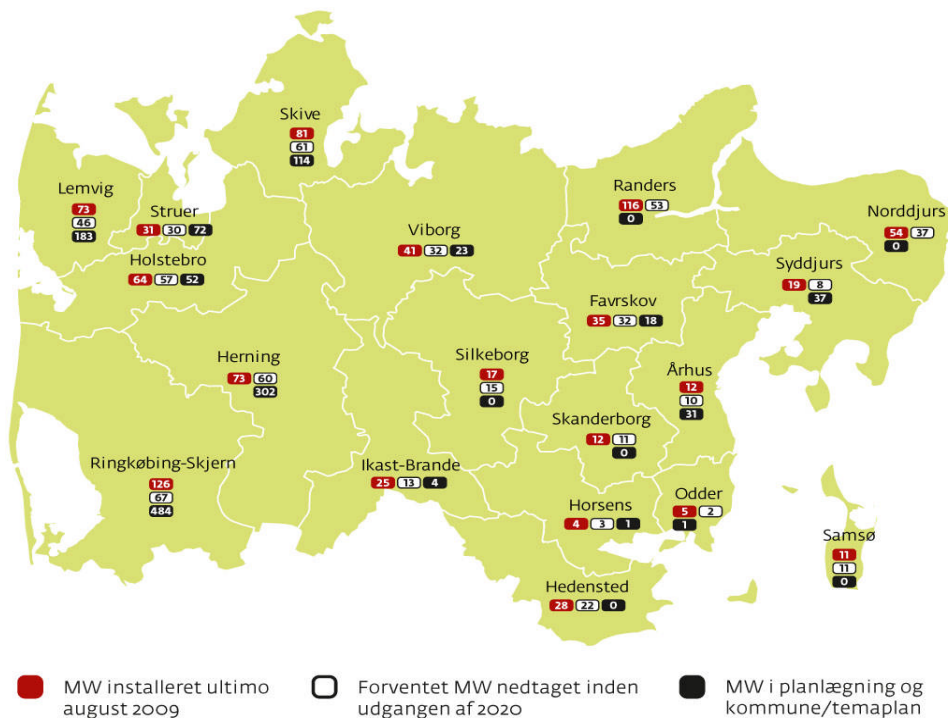 Skive
81
61
114
Lemvig
73
46
183
Struer
31 30 72
Holstebro
64 57 52
Viborg
41 32 23
Randers
116 53
0
Norddjurs
54 37
0
Syddjurs
19 8
37
Favrskov
35 32 18
Herning
73 60
302
Silkeborg
17
15
0
Århus
12
10
31
Skanderborg
12 11
0
Ringkøbing-Skjern
126
67
484
Ikast-Brande
25 13 4
Horsens
4 3 1
Odder
5 2
1
Samsø
11
11
0
Hedensted
28 22 0
MW installeret ultimo
august 2009
Forventet MW nedtaget inden
udgangen af 2020
MW i planlægning og
kommune/temaplan